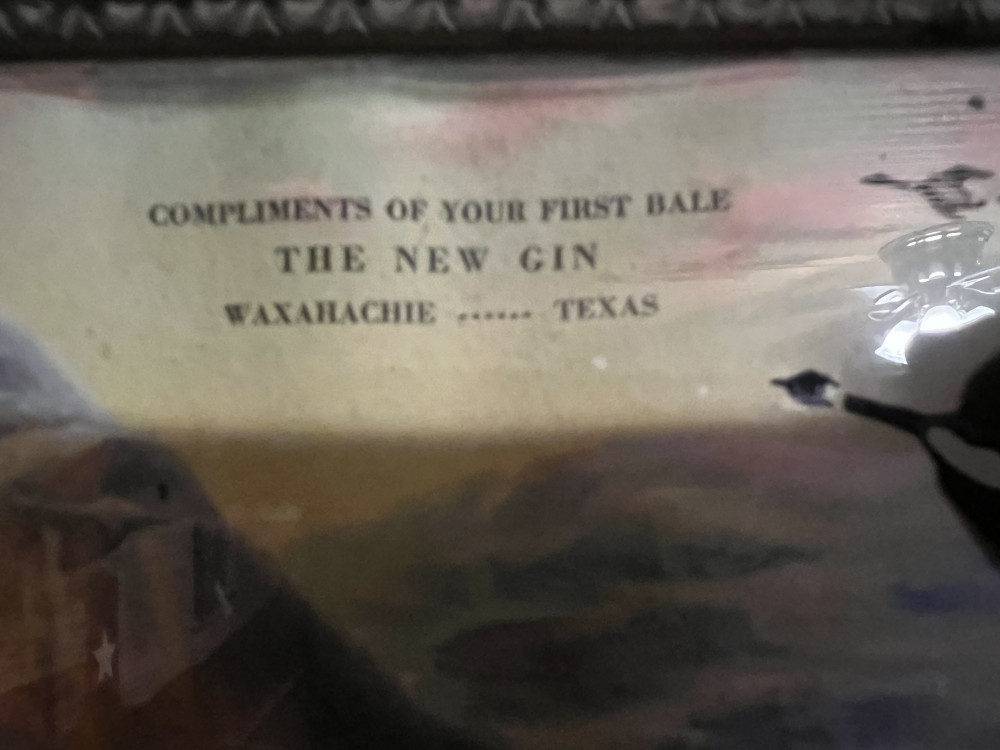 COMPLIMENTS OF YOUR FIRST BALE
THE NEW GIN
WAXAHACHIE ...... TEXAS